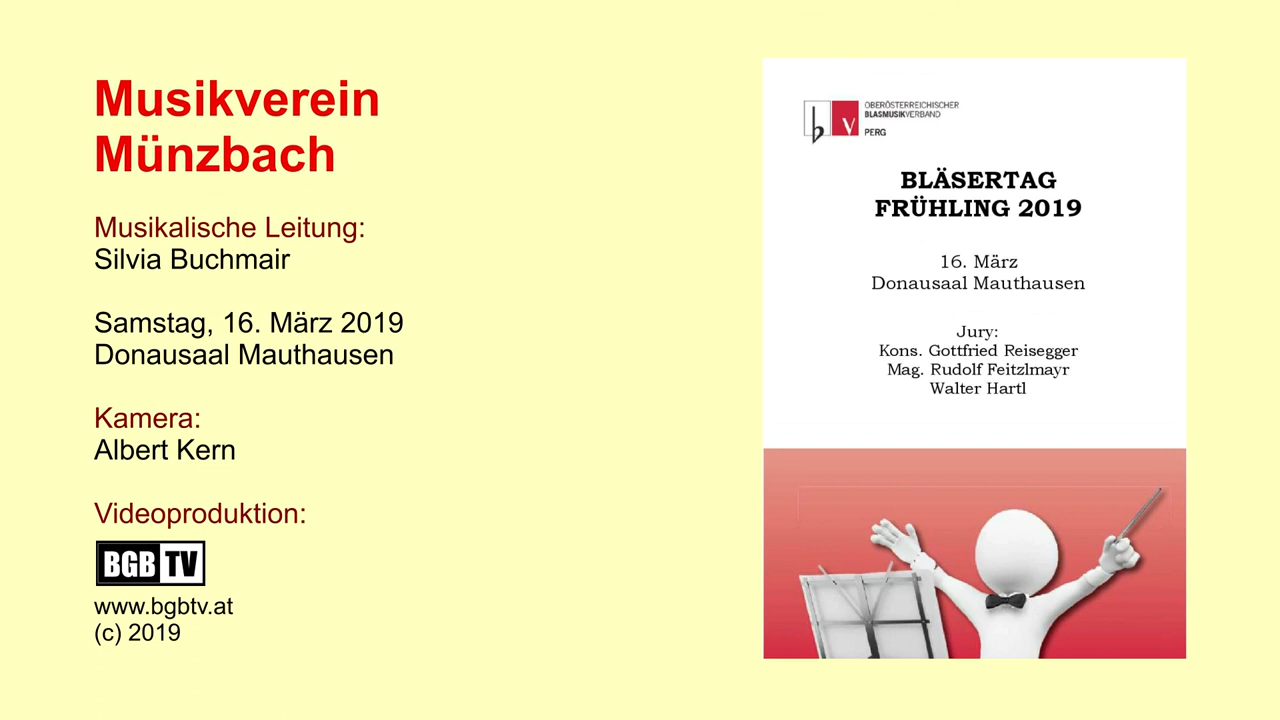 Musikverein
Münzbach
Musikalische Leitung:
Silvia Buchmair
Samstag, 16. März 2019
Donausaal Mauthausen
Kamera:
Albert Kern
Videoproduktion:
BGB TV
www.bgbtv.at
(c) 2019
b v
OBERÖSTERREICHISCHER
BLASMUSIKVERBAND
PERG
BLÄSERTAG
FRÜHLING 2019
16. März
Donausaal Mauthausen
Jury:
Kons. Gottfried Reisegger
Mag. Rudolf Feitzlmayr
Walter Hartl